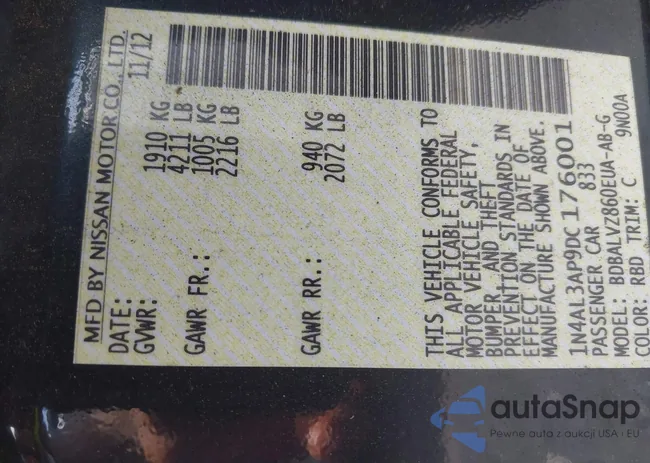 MFD BY NISSAN MOTOR CO., LTD.
DATE: 11/12
GVWR: 1910 KG
4211 LB
GAWR FR.: 1005 KG
2216 LB
GAWR RR.: 940 KG
2072 LB
THIS VEHICLE CONFORMS TO
ALL APPLICABLE FEDERAL
MOTOR VEHICLE SAFETY,
BUMPER AND THEFT
PREVENTION STANDARDS IN
EFFECT ON THE DATE OF
MANUFACTURE SHOWN ABOVE.
1N4AL3AP9DC176001
PASSENGER CAR 833
MODEL: BDBALVZ860EUA-AB-G
COLOR: RBD TRIM: C 9N00A
autaSnap
Pewne auta z aukcji USA i EU